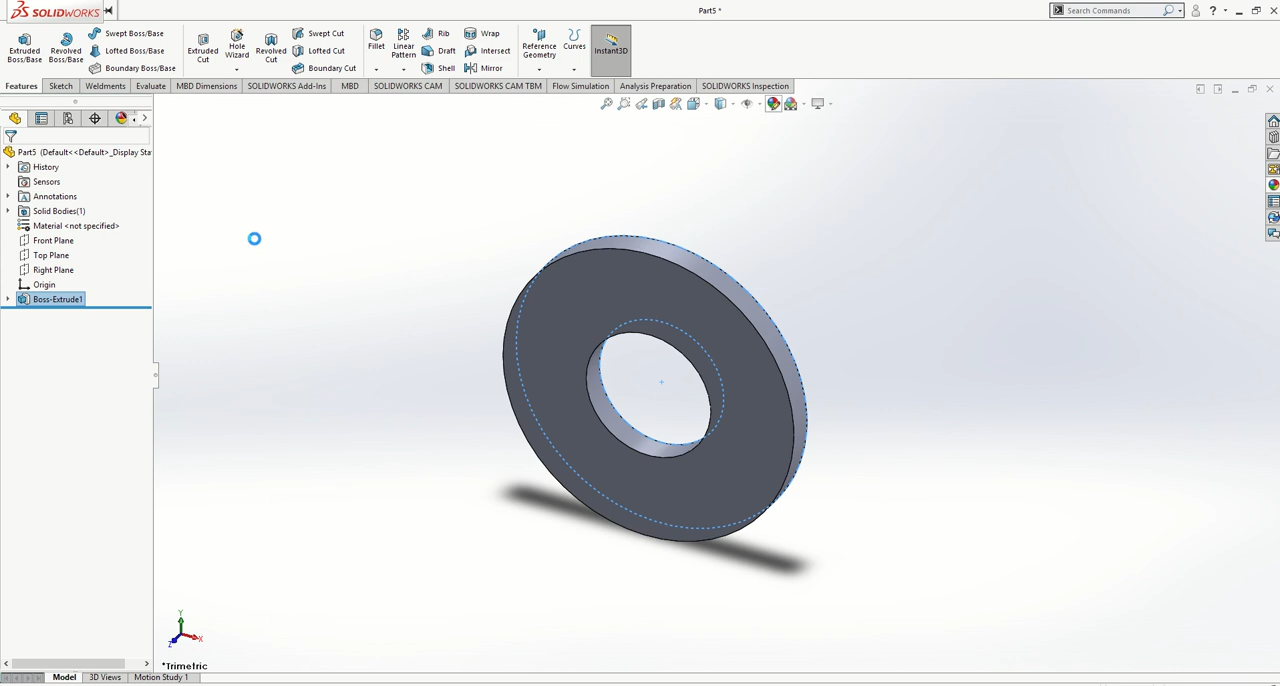 SOLIDWORKS
Part5 *
Search Commands
?
Extruded Boss/Base
Revolved Boss/Base
Swept Boss/Base
Lofted Boss/Base
Boundary Boss/Base
Extruded Cut
Hole Wizard
Revolved Cut
Swept Cut
Lofted Cut
Boundary Cut
Fillet
Linear Pattern
Rib
Draft
Shell
Wrap
Intersect
Mirror
Reference Geometry
Curves
Instant3D
Features
Sketch
Weldments
Evaluate
MBD Dimensions
SOLIDWORKS Add-Ins
MBD
SOLIDWORKS CAM
SOLIDWORKS CAM TBM
Flow Simulation
Analysis Preparation
SOLIDWORKS Inspection
Part5 (Default<<Default>_Display Sta
History
Sensors
Annotations
Solid Bodies(1)
Material <not specified>
Front Plane
Top Plane
Right Plane
Origin
Boss-Extrude1
Y
X
Z
*Trimetric
Model
3D Views
Motion Study 1